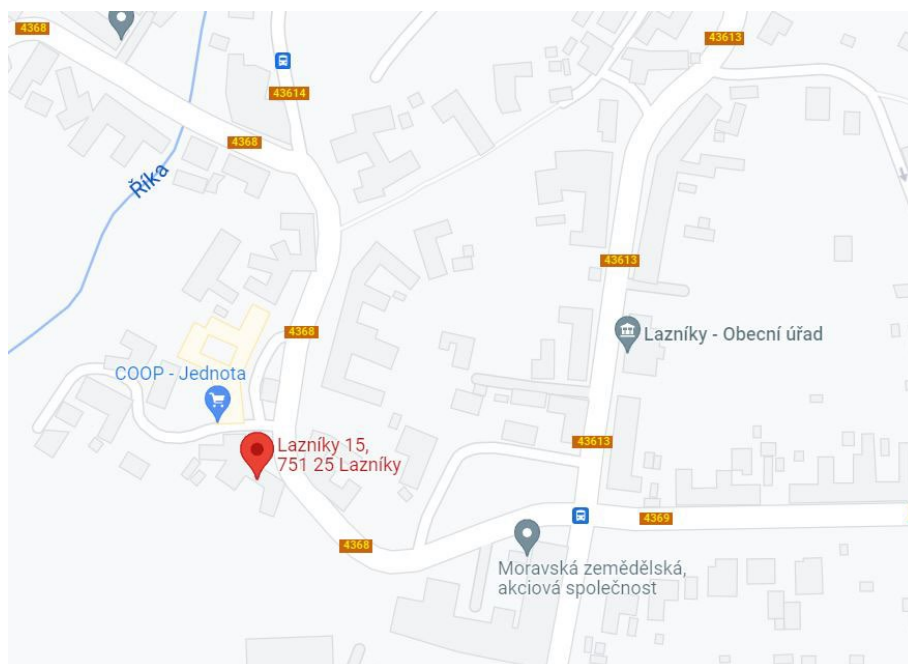 4368
43613
43614
4368
Říka
43613
4368
Lazníky - Obecní úřad
COOP - Jednota
Lazníky 15,
751 25 Lazníky
43613
4369
4368
Moravská zemědělská,
akciová společnost